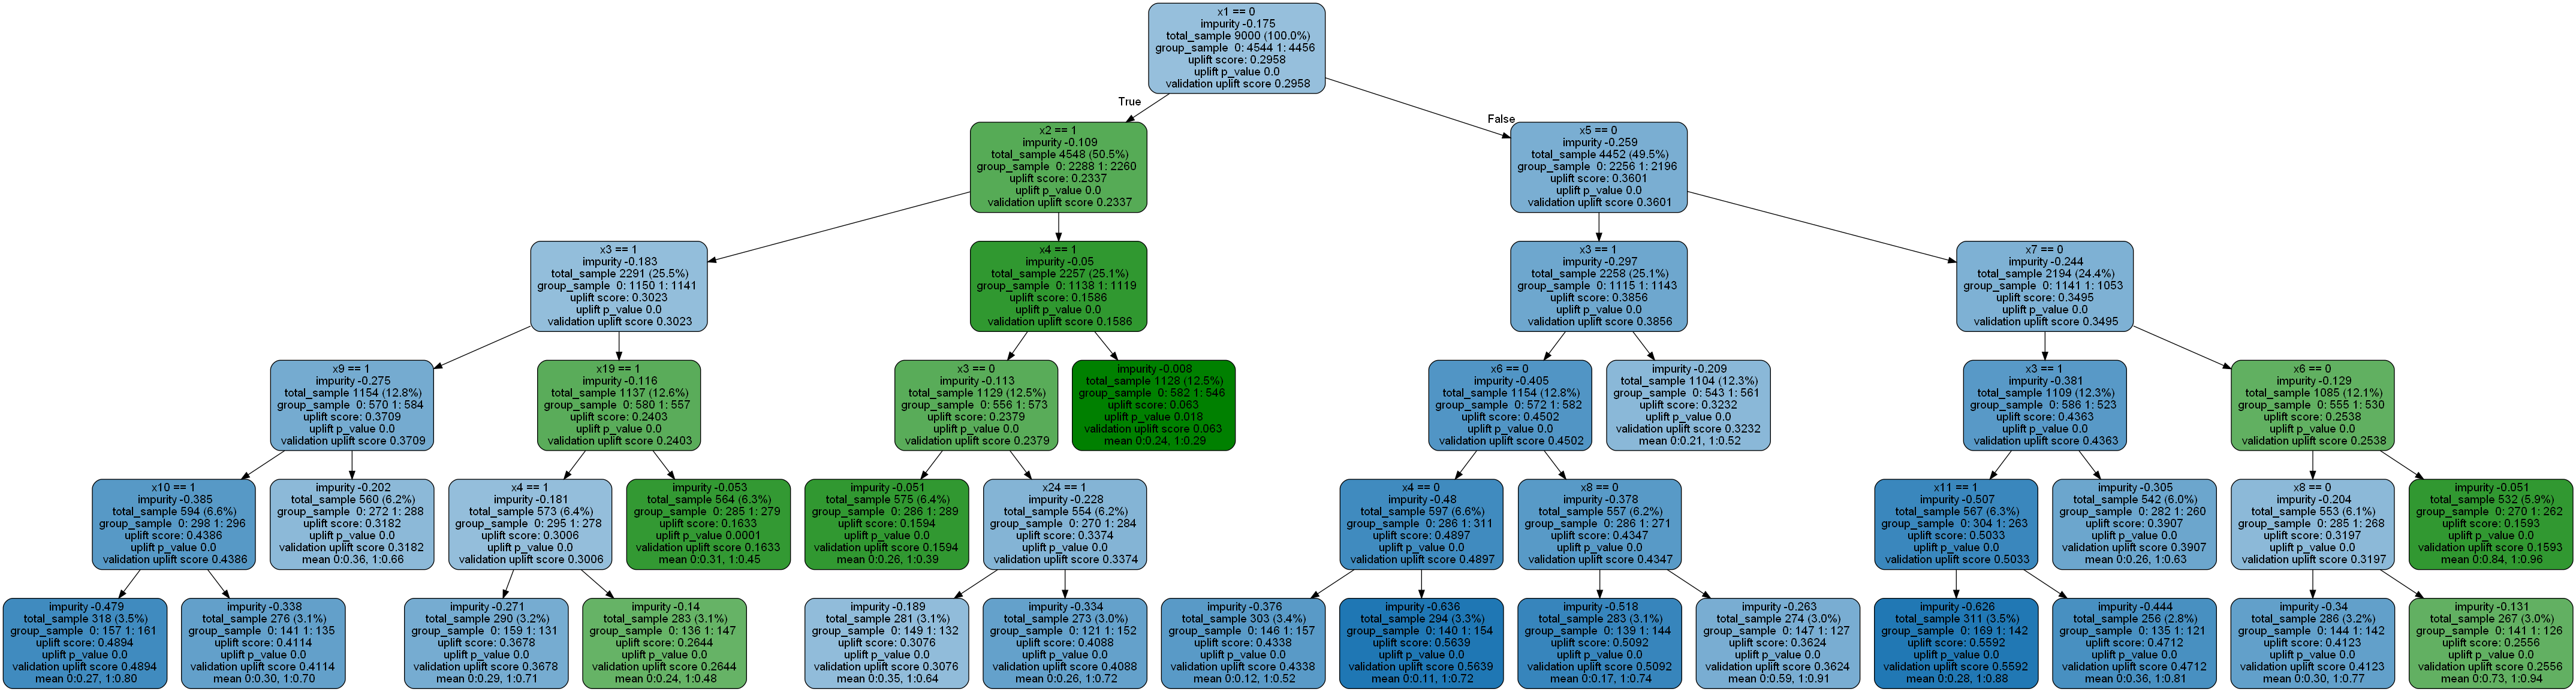 x1 == 0
impurity -0.175
total_sample 9000 (100.0%)
group_sample 0: 4544 1: 4456
uplift score: 0.2958
uplift p_value 0.0
validation uplift score 0.2958
True
False
x2 == 1
impurity -0.109
total_sample 4548 (50.5%)
group_sample 0: 2288 1: 2260
uplift score: 0.2337
uplift p_value 0.0
validation uplift score 0.2337
x5 == 0
impurity -0.259
total_sample 4452 (49.5%)
group_sample 0: 2256 1: 2196
uplift score: 0.3601
uplift p_value 0.0
validation uplift score 0.3601
x3 == 1
impurity -0.183
total_sample 2291 (25.5%)
group_sample 0: 1150 1: 1141
uplift score: 0.3023
uplift p_value 0.0
validation uplift score 0.3023
x4 == 1
impurity -0.05
total_sample 2257 (25.1%)
group_sample 0: 1138 1: 1119
uplift score: 0.1586
uplift p_value 0.0
validation uplift score 0.1586
x3 == 1
impurity -0.297
total_sample 2258 (25.1%)
group_sample 0: 1115 1: 1143
uplift score: 0.3856
uplift p_value 0.0
validation uplift score 0.3856
x7 == 0
impurity -0.244
total_sample 2194 (24.4%)
group_sample 0: 1141 1: 1053
uplift score: 0.3495
uplift p_value 0.0
validation uplift score 0.3495
x9 == 1
impurity -0.275
total_sample 1154 (12.8%)
group_sample 0: 570 1: 584
uplift score: 0.3709
uplift p_value 0.0
validation uplift score 0.3709
x19 == 1
impurity -0.116
total_sample 1137 (12.6%)
group_sample 0: 580 1: 557
uplift score: 0.2403
uplift p_value 0.0
validation uplift score 0.2403
x3 == 0
impurity -0.113
total_sample 1129 (12.5%)
group_sample 0: 556 1: 573
uplift score: 0.2379
uplift p_value 0.0
validation uplift score 0.2379
impurity -0.008
total_sample 1128 (12.5%)
group_sample 0: 582 1: 546
uplift score: 0.063
uplift p_value 0.018
validation uplift score 0.063
mean 0:0.24, 1:0.29
x6 == 0
impurity -0.405
total_sample 1154 (12.8%)
group_sample 0: 572 1: 582
uplift score: 0.4502
uplift p_value 0.0
validation uplift score 0.4502
impurity -0.209
total_sample 1104 (12.3%)
group_sample 0: 543 1: 561
uplift score: 0.3232
uplift p_value 0.0
validation uplift score 0.3232
mean 0:0.21, 1:0.52
x3 == 1
impurity -0.381
total_sample 1109 (12.3%)
group_sample 0: 586 1: 523
uplift score: 0.4363
uplift p_value 0.0
validation uplift score 0.4363
x6 == 0
impurity -0.129
total_sample 1085 (12.1%)
group_sample 0: 555 1: 530
uplift score: 0.2538
uplift p_value 0.0
validation uplift score 0.2538
x10 == 1
impurity -0.385
total_sample 594 (6.6%)
group_sample 0: 298 1: 296
uplift score: 0.4386
uplift p_value 0.0
validation uplift score 0.4386
impurity -0.202
total_sample 560 (6.2%)
group_sample 0: 272 1: 288
uplift score: 0.3182
uplift p_value 0.0
validation uplift score 0.3182
mean 0:0.36, 1:0.66
x4 == 1
impurity -0.181
total_sample 573 (6.4%)
group_sample 0: 295 1: 278
uplift score: 0.3006
uplift p_value 0.0
validation uplift score 0.3006
impurity -0.053
total_sample 564 (6.3%)
group_sample 0: 285 1: 279
uplift score: 0.1633
uplift p_value 0.0001
validation uplift score 0.1633
mean 0:0.31, 1:0.45
impurity -0.051
total_sample 575 (6.4%)
group_sample 0: 286 1: 289
uplift score: 0.1594
uplift p_value 0.0
validation uplift score 0.1594
mean 0:0.26, 1:0.39
x24 == 1
impurity -0.228
total_sample 554 (6.2%)
group_sample 0: 270 1: 284
uplift score: 0.3374
uplift p_value 0.0
validation uplift score 0.3374
x4 == 0
impurity -0.48
total_sample 597 (6.6%)
group_sample 0: 286 1: 311
uplift score: 0.4897
uplift p_value 0.0
validation uplift score 0.4897
x8 == 0
impurity -0.378
total_sample 557 (6.2%)
group_sample 0: 286 1: 271
uplift score: 0.4347
uplift p_value 0.0
validation uplift score 0.4347
x11 == 1
impurity -0.507
total_sample 567 (6.3%)
group_sample 0: 304 1: 263
uplift score: 0.5033
uplift p_value 0.0
validation uplift score 0.5033
impurity -0.305
total_sample 542 (6.0%)
group_sample 0: 282 1: 260
uplift score: 0.3907
uplift p_value 0.0
validation uplift score 0.3907
mean 0:0.26, 1:0.63
x8 == 0
impurity -0.204
total_sample 553 (6.1%)
group_sample 0: 285 1: 268
uplift score: 0.3197
uplift p_value 0.0
validation uplift score 0.3197
impurity -0.051
total_sample 532 (5.9%)
group_sample 0: 270 1: 262
uplift score: 0.1593
uplift p_value 0.0
validation uplift score 0.1593
mean 0:0.84, 1:0.96
impurity -0.479
total_sample 318 (3.5%)
group_sample 0: 157 1: 161
uplift score: 0.4894
uplift p_value 0.0
validation uplift score 0.4894
mean 0:0.27, 1:0.80
impurity -0.338
total_sample 276 (3.1%)
group_sample 0: 141 1: 135
uplift score: 0.4114
uplift p_value 0.0
validation uplift score 0.4114
mean 0:0.30, 1:0.70
impurity -0.271
total_sample 290 (3.2%)
group_sample 0: 159 1: 131
uplift score: 0.3678
uplift p_value 0.0
validation uplift score 0.3678
mean 0:0.29, 1:0.71
impurity -0.14
total_sample 283 (3.1%)
group_sample 0: 136 1: 147
uplift score: 0.2644
uplift p_value 0.0
validation uplift score 0.2644
mean 0:0.24, 1:0.48
impurity -0.189
total_sample 281 (3.1%)
group_sample 0: 149 1: 132
uplift score: 0.3076
uplift p_value 0.0
validation uplift score 0.3076
mean 0:0.35, 1:0.64
impurity -0.334
total_sample 273 (3.0%)
group_sample 0: 121 1: 152
uplift score: 0.4088
uplift p_value 0.0
validation uplift score 0.4088
mean 0:0.26, 1:0.72
impurity -0.376
total_sample 303 (3.4%)
group_sample 0: 146 1: 157
uplift score: 0.4338
uplift p_value 0.0
validation uplift score 0.4338
mean 0:0.12, 1:0.52
impurity -0.636
total_sample 294 (3.3%)
group_sample 0: 140 1: 154
uplift score: 0.5639
uplift p_value 0.0
validation uplift score 0.5639
mean 0:0.11, 1:0.72
impurity -0.518
total_sample 283 (3.1%)
group_sample 0: 139 1: 144
uplift score: 0.5092
uplift p_value 0.0
validation uplift score 0.5092
mean 0:0.17, 1:0.74
impurity -0.263
total_sample 274 (3.0%)
group_sample 0: 147 1: 127
uplift score: 0.3624
uplift p_value 0.0
validation uplift score 0.3624
mean 0:0.59, 1:0.91
impurity -0.626
total_sample 311 (3.5%)
group_sample 0: 169 1: 142
uplift score: 0.5592
uplift p_value 0.0
validation uplift score 0.5592
mean 0:0.28, 1:0.88
impurity -0.444
total_sample 256 (2.8%)
group_sample 0: 135 1: 121
uplift score: 0.4712
uplift p_value 0.0
validation uplift score 0.4712
mean 0:0.36, 1:0.81
impurity -0.34
total_sample 286 (3.2%)
group_sample 0: 144 1: 142
uplift score: 0.4123
uplift p_value 0.0
validation uplift score 0.4123
mean 0:0.30, 1:0.77
impurity -0.131
total_sample 267 (3.0%)
group_sample 0: 141 1: 126
uplift score: 0.2556
uplift p_value 0.0
validation uplift score 0.2556
mean 0:0.73, 1:0.94